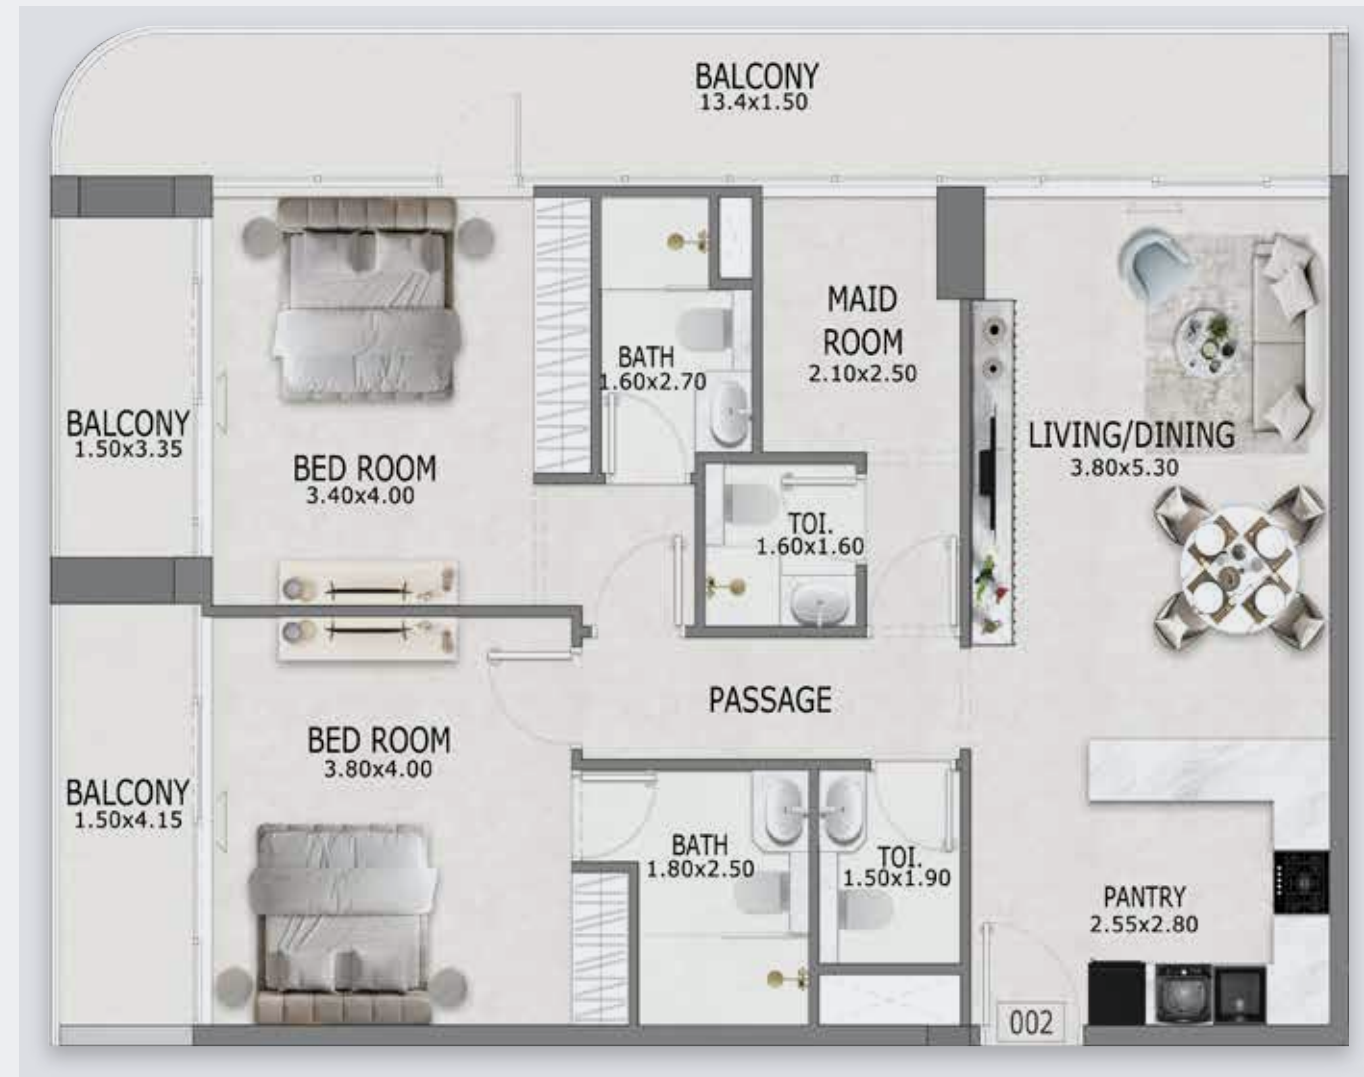 BALCONY
13.4x1.50
MAID
ROOM
2.10x2.50
BATH
1.60x2.70
BALCONY
1.50x3.35
BED ROOM
3.40x4.00
LIVING/DINING
3.80x5.30
TOI.
1.60x1.60
PASSAGE
BED ROOM
3.80x4.00
BALCONY
1.50x4.15
BATH
1.80x2.50
TOI.
1.50x1.90
PANTRY
2.55x2.80
002